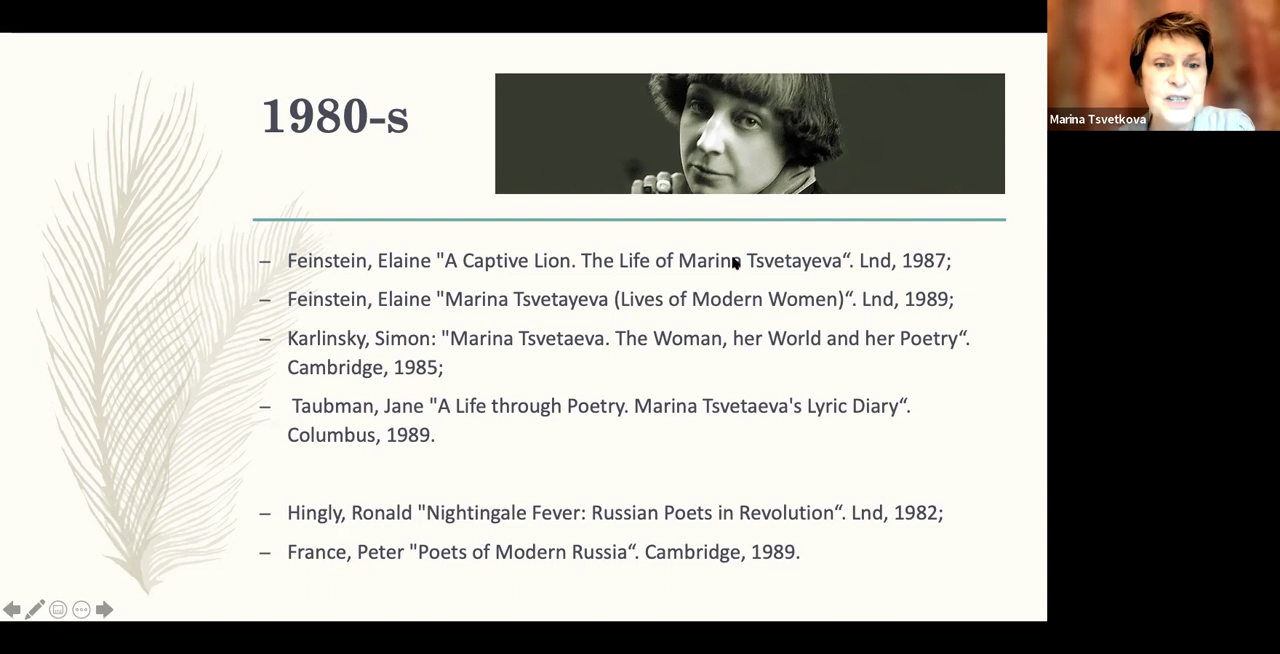 1980-s
– Feinstein, Elaine "A Captive Lion. The Life of Marina Tsvetayeva“. Lnd, 1987;
– Feinstein, Elaine "Marina Tsvetayeva (Lives of Modern Women)“. Lnd, 1989;
– Karlinsky, Simon: "Marina Tsvetaeva. The Woman, her World and her Poetry“.
Cambridge, 1985;
– Taubman, Jane "A Life through Poetry. Marina Tsvetaeva's Lyric Diary“.
Columbus, 1989.
– Hingly, Ronald "Nightingale Fever: Russian Poets in Revolution“. Lnd, 1982;
– France, Peter "Poets of Modern Russia“. Cambridge, 1989.
Marina Tsvetkova